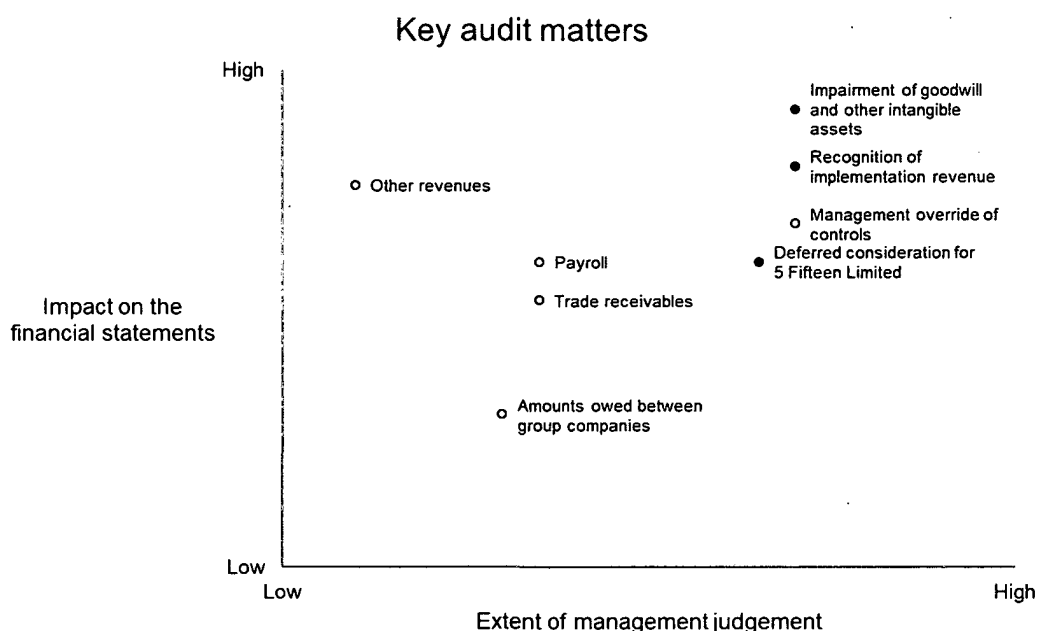 Key audit matters
High
Impairment of goodwill
and other intangible
assets
Recognition of
implementation revenue
Other revenues
Management override of
controls
Deferred consideration for
5 Fifteen Limited
Payroll
Trade receivables
Impact on the
financial statements
Amounts owed between
group companies
Low
Low
High
Extent of management judgement